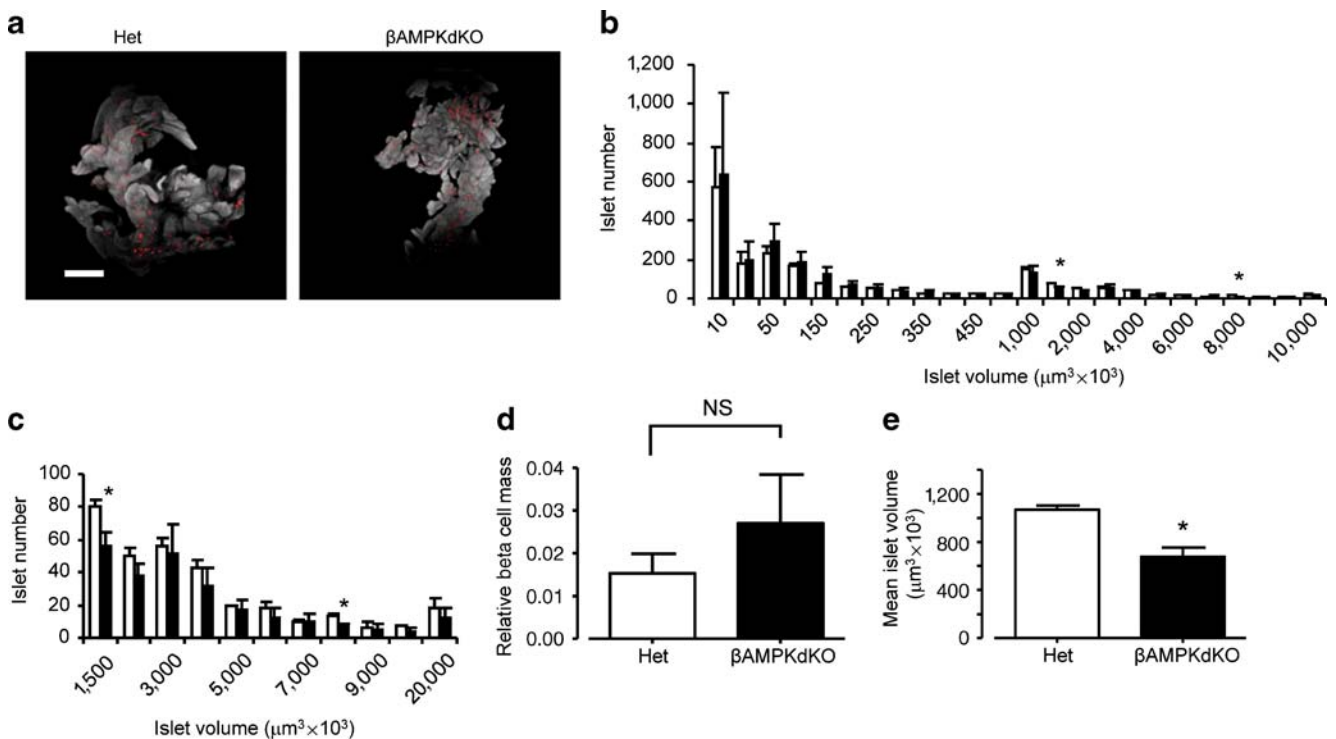 a
Het
βAMPKdKO
b
1,200
1,000
800
600
400
200
0
Islet number
10
50
150
250
350
450
1,000
2,000
4,000
6,000
8,000
10,000
*
*
Islet volume (μm³×10³)
c
100
80
60
40
20
0
Islet number
*
*
1,500
3,000
5,000
7,000
9,000
20,000
Islet volume (μm³×10³)
d
NS
0.04
0.03
0.02
0.01
0.00
Relative beta cell mass
Het
βAMPKdKO
e
1,200
800
400
0
Mean islet volume
(μm³×10³)
*
Het
βAMPKdKO